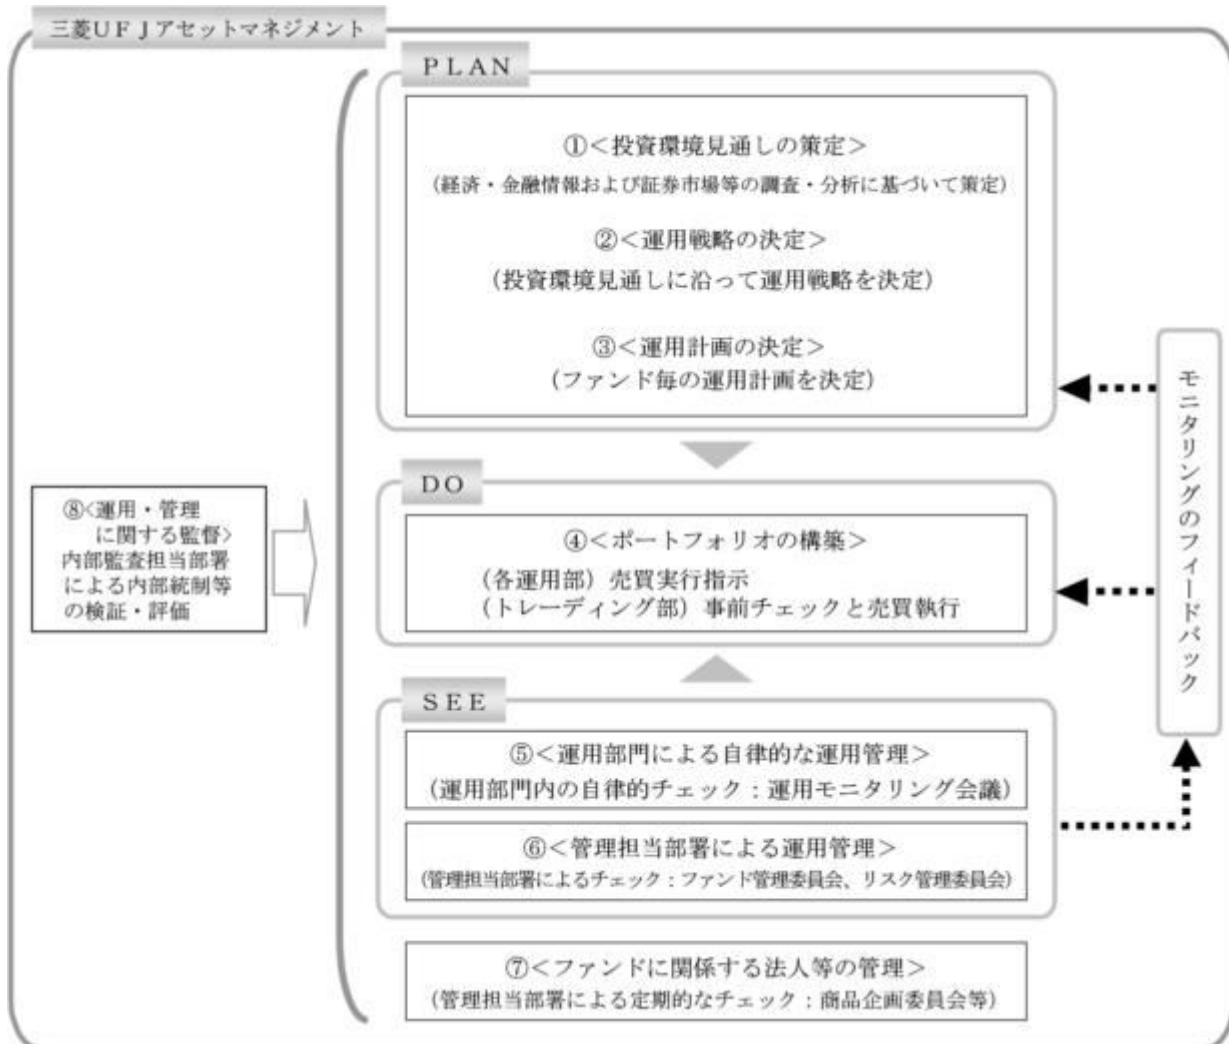 三菱ＵＦＪアセットマネジメント
ＰＬＡＮ
①＜投資環境見通しの策定＞
（経済・金融情報および証券市場等の調査・分析に基づいて策定）
②＜運用戦略の決定＞
（投資環境見通しに沿って運用戦略を決定）
③＜運用計画の決定＞
（ファンド毎の運用計画を決定）
ＤＯ
④＜ポートフォリオの構築＞
（各運用部）売買実行指示
（トレーディング部）事前チェックと売買執行
ＳＥＥ
⑤＜運用部門による自律的な運用管理＞
（運用部門内の自律的チェック：運用モニタリング会議）
⑥＜管理担当部署による運用管理＞
（管理担当部署によるチェック：ファンド管理委員会、リスク管理委員会）
⑦＜ファンドに関係する法人等の管理＞
（管理担当部署による定期的なチェック：商品企画委員会等）
⑧<運用・管理
に関する監督>
内部監査担当部署
による内部統制等
の検証・評価
モニタリングのフィードバック